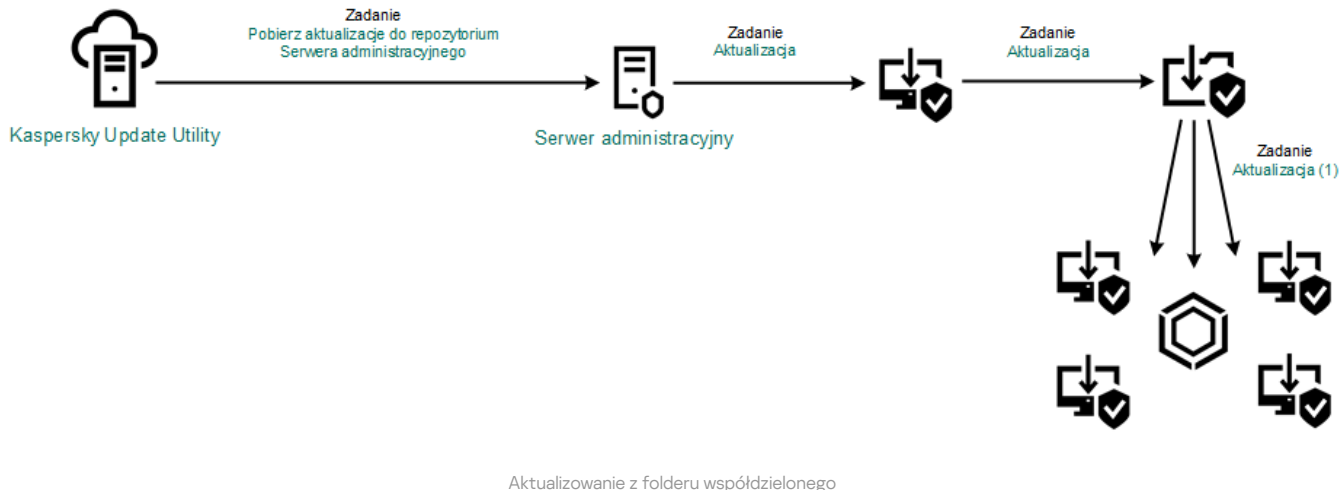 Zadanie
Pobierz aktualizacje do repozytorium
Serwera administracyjnego
Zadanie
Aktualizacja
Zadanie
Aktualizacja
Kaspersky Update Utility
Serwer administracyjny
Zadanie
Aktualizacja (1)
Aktualizowanie z folderu współdzielonego